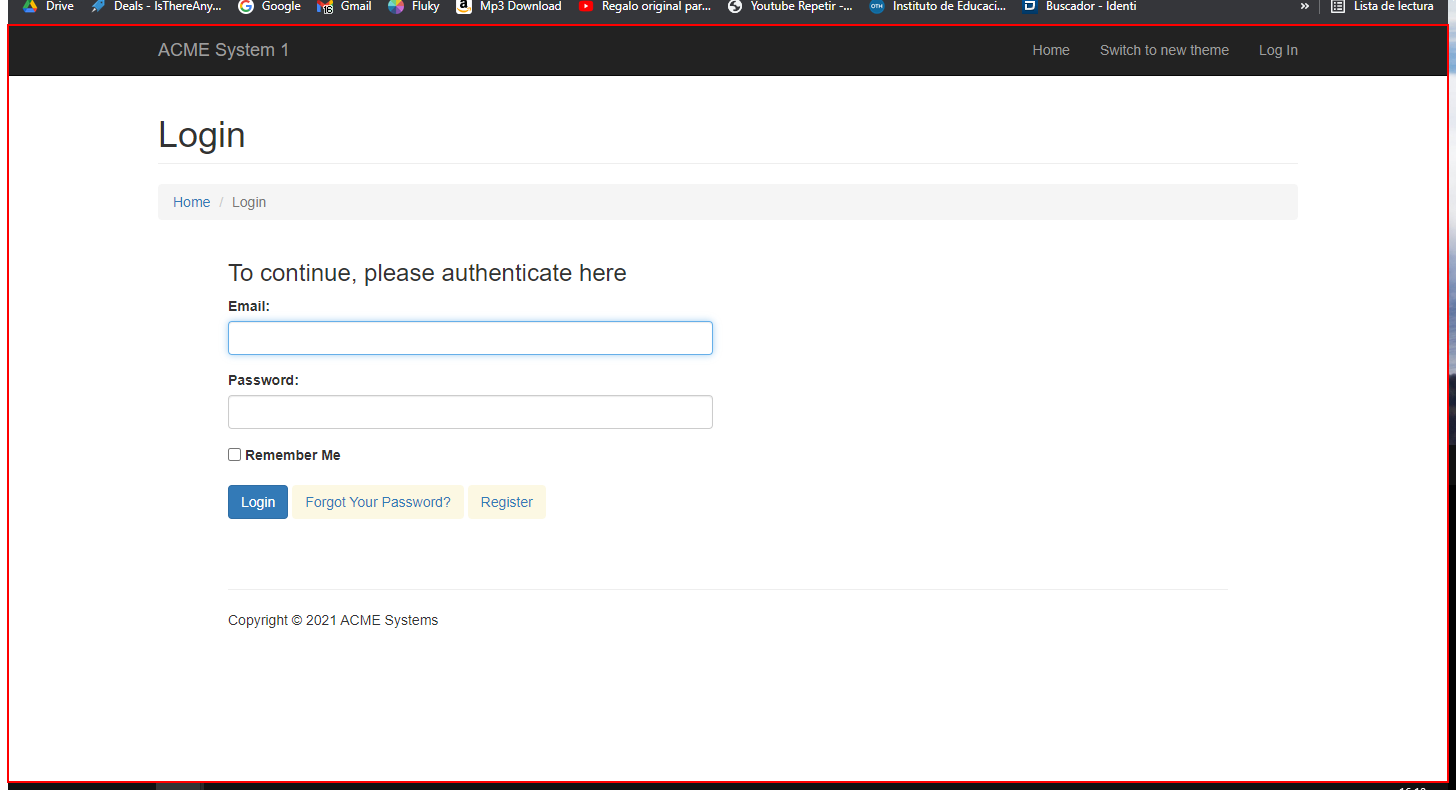 Drive Deals - IsThereAny... Google Gmail Fluky Mp3 Download Regalo original par... Youtube Repetir -... Instituto de Educaci... Buscador - Identi » Lista de lectura
ACME System 1 Home Switch to new theme Log In
Login
Home / Login
To continue, please authenticate here
Email:
Password:
Remember Me
Login Forgot Your Password? Register
Copyright © 2021 ACME Systems